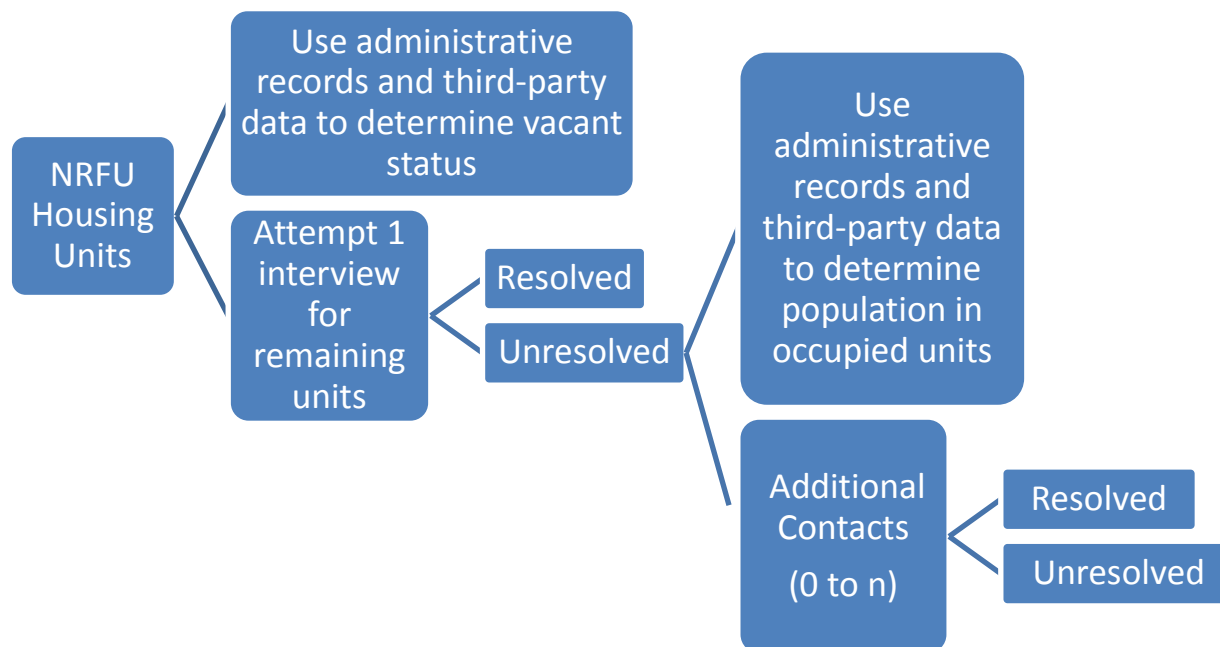 NRFU
Housing
Units
Use administrative
records and third-party
data to determine vacant
status
Attempt 1
interview
for
remaining
units
Resolved
Unresolved
Use
administrative
records and
third-party data
to determine
population in
occupied units
Additional
Contacts
(0 to n)
Resolved
Unresolved